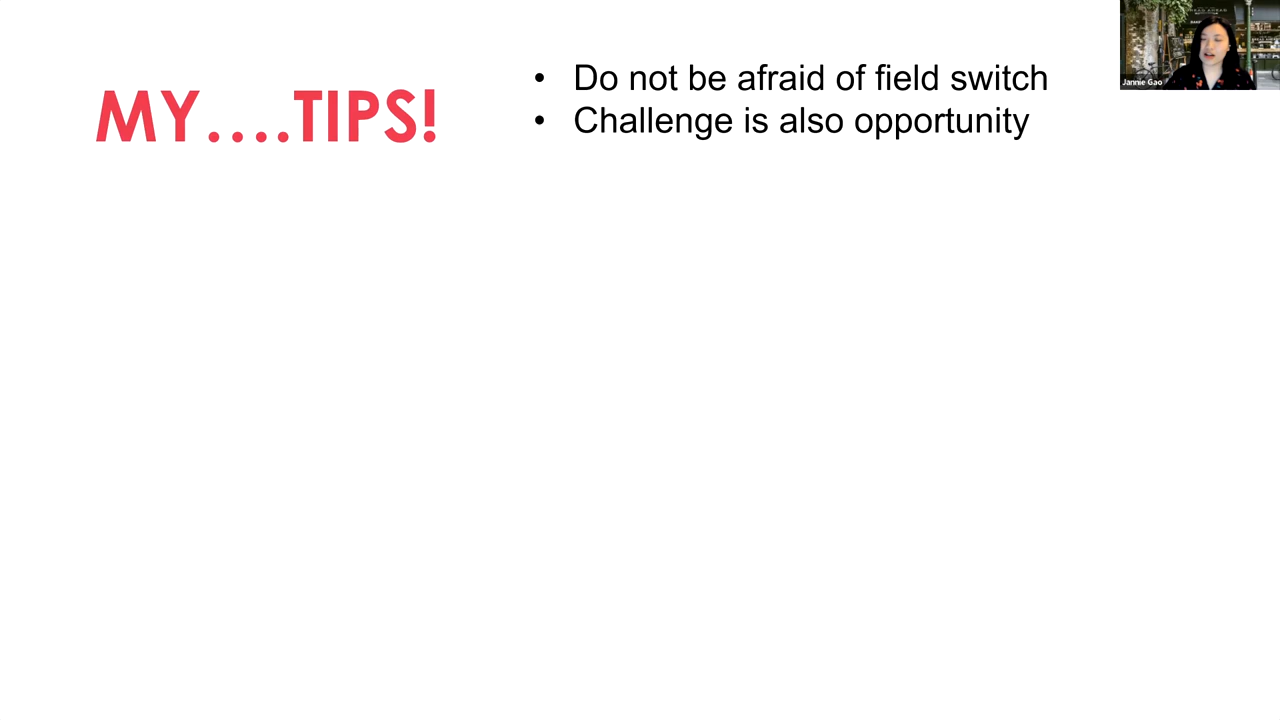 MY....TIPS!
• Do not be afraid of field switch
• Challenge is also opportunity
Jannie Gao